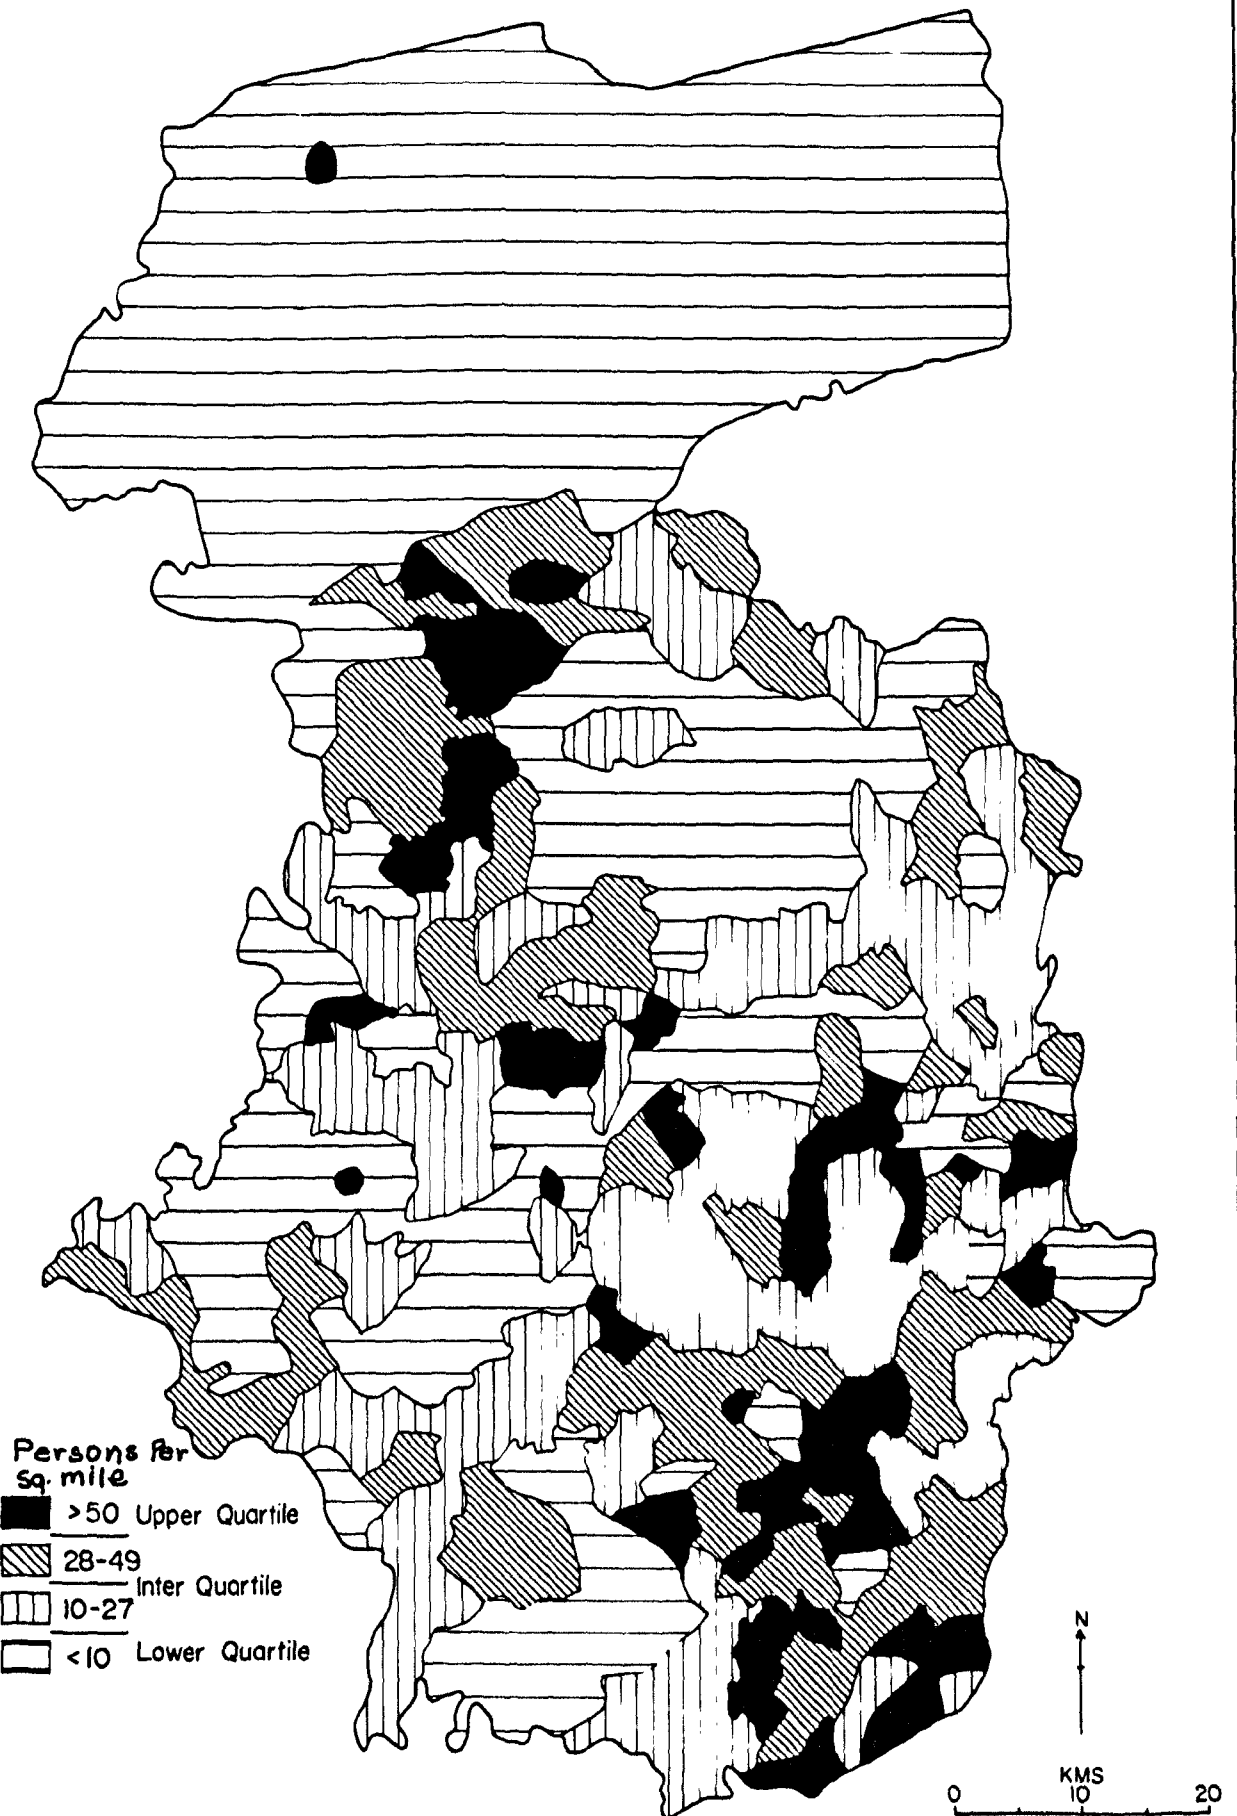 Persons Per
sq. mile
>50 Upper Quartile
28-49
Inter Quartile
10-27
<10 Lower Quartile
N
KMS
0 10 20